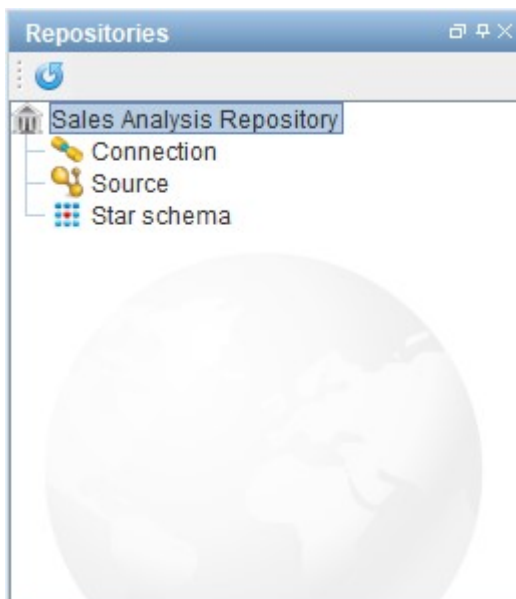 Repositories
Sales Analysis Repository
Connection
Source
Star schema